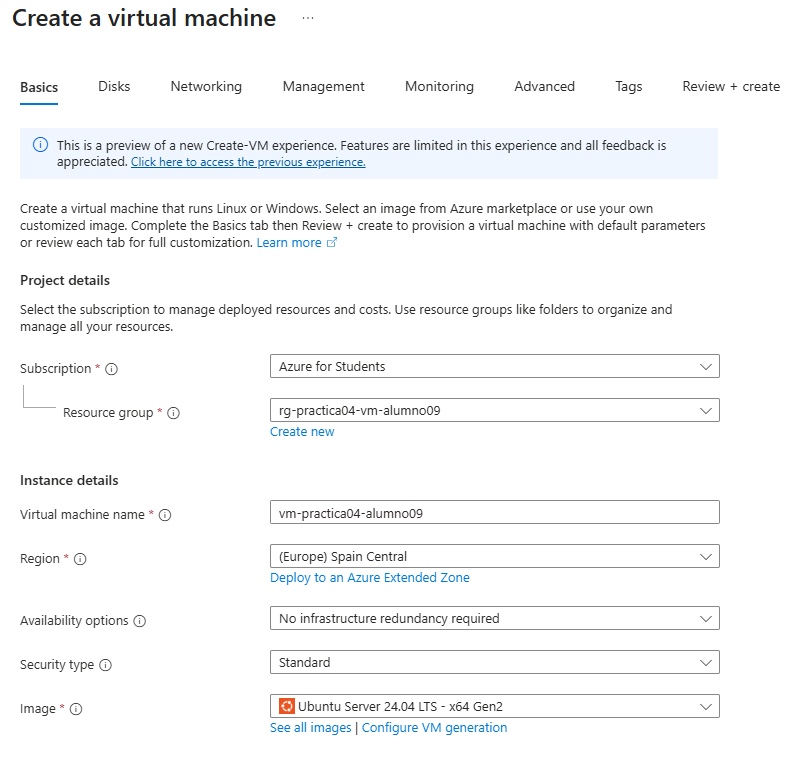 Create a virtual machine ...
Basics Disks Networking Management Monitoring Advanced Tags Review + create
This is a preview of a new Create-VM experience. Features are limited in this experience and all feedback is
appreciated. Click here to access the previous experience.
Create a virtual machine that runs Linux or Windows. Select an image from Azure marketplace or use your own
customized image. Complete the Basics tab then Review + create to provision a virtual machine with default parameters
or review each tab for full customization. Learn more
Project details
Select the subscription to manage deployed resources and costs. Use resource groups like folders to organize and
manage all your resources.
Subscription * Azure for Students
Resource group * rg-practica04-vm-alumno09
Create new
Instance details
Virtual machine name * vm-practica04-alumno09
Region * (Europe) Spain Central
Deploy to an Azure Extended Zone
Availability options No infrastructure redundancy required
Security type Standard
Image * Ubuntu Server 24.04 LTS - x64 Gen2
See all images | Configure VM generation